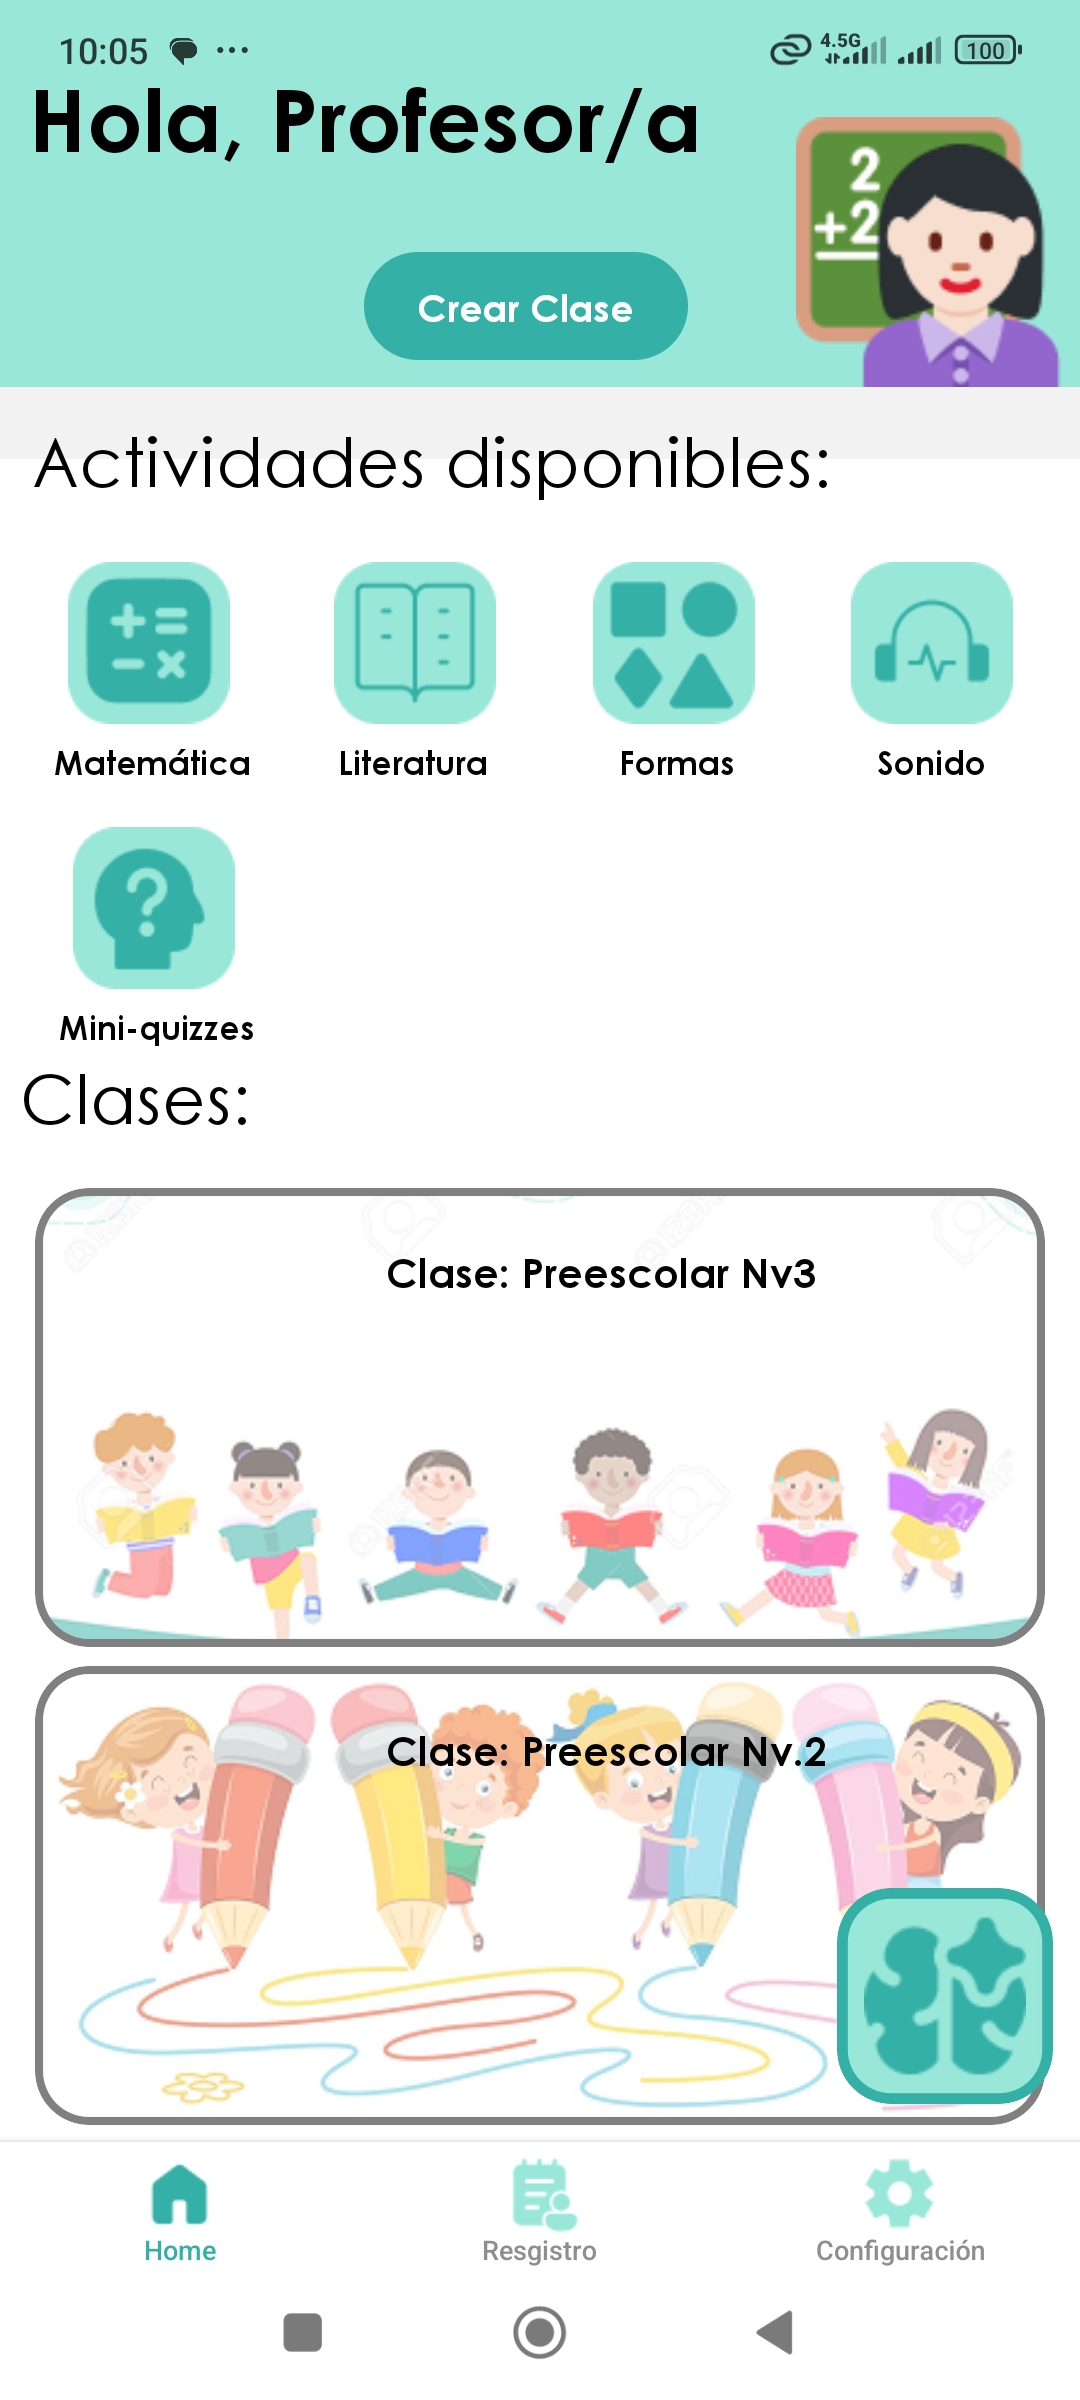 10:05
4.5G
100
Hola, Profesor/a
2
+2
Crear Clase
Actividades disponibles:
Matemática
Literatura
Formas
Sonido
Mini-quizzes
Clases:
Clase: Preescolar Nv3
Clase: Preescolar Nv.2
Home
Resgistro
Configuración